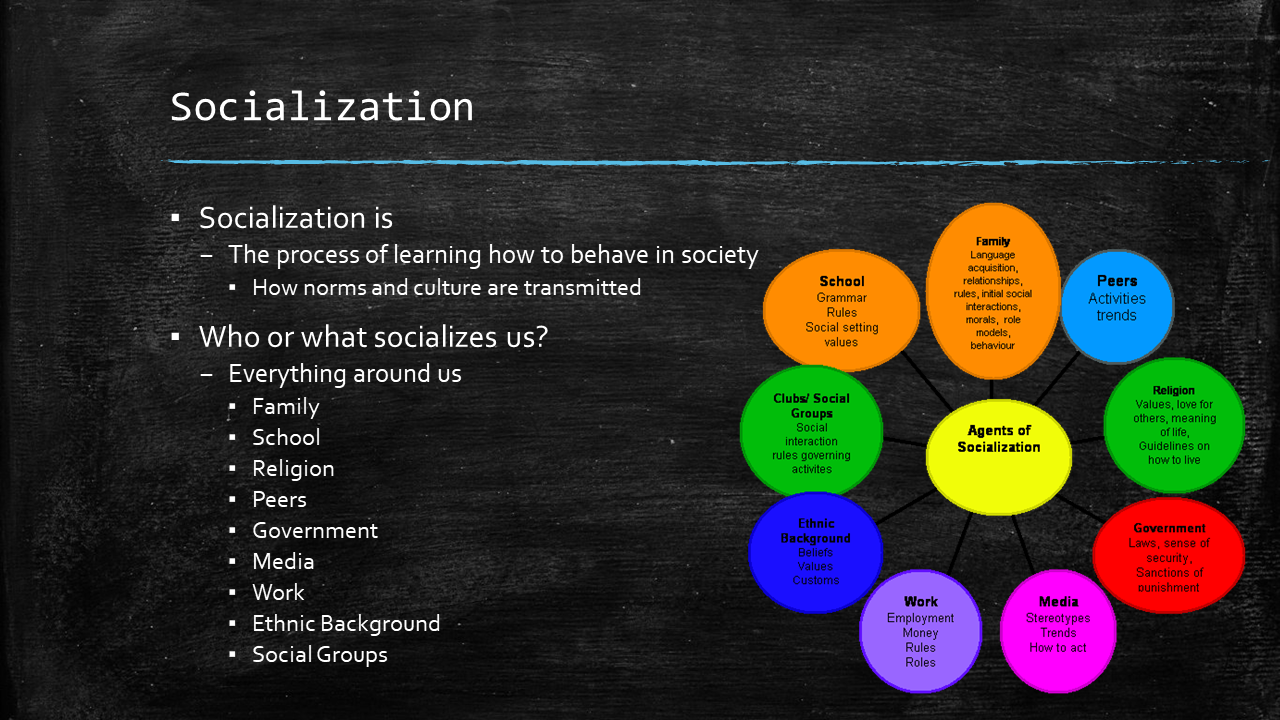 Socialization
▪ Socialization is
– The process of learning how to behave in society
▪ How norms and culture are transmitted
▪ Who or what socializes us?
– Everything around us
▪ Family
▪ School
▪ Religion
▪ Peers
▪ Government
▪ Media
▪ Work
▪ Ethnic Background
▪ Social Groups
Family
Language
acquisition,
relationships,
rules, initial social
interactions,
morals, role
models,
behaviour
School
Grammar
Rules
Social setting
values
Peers
Activities
trends
Clubs/ Social
Groups
Social
interaction
rules governing
activites
Agents of
Socialization
Religion
Values, love for
others, meaning
of life,
Guidelines on
how to live
Ethnic
Background
Beliefs
Values
Customs
Government
Laws, sense of
security,
Sanctions of
punishment
Work
Employment
Money
Rules
Roles
Media
Stereotypes
Trends
How to act